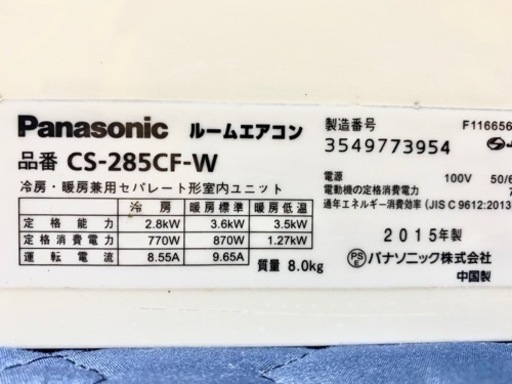 Panasonic ルームエアコン
品番 CS-285CF-W
冷房・暖房兼用セパレート形室内ユニット
冷房 暖房標準 暖房低温
定格能力 2.8kW 3.6kW 3.5kW
定格消費電力 770W 870W 1.27kW
運転電流 8.55A 9.65A
質量 8.0kg
製造番号 F116656
3549773954
電源 100V 50/6
電動機の定格消費電力
通年エネルギー消費効率 (JIS C 9612:2013
2015年製
PSE パナソニック株式会社
中国製